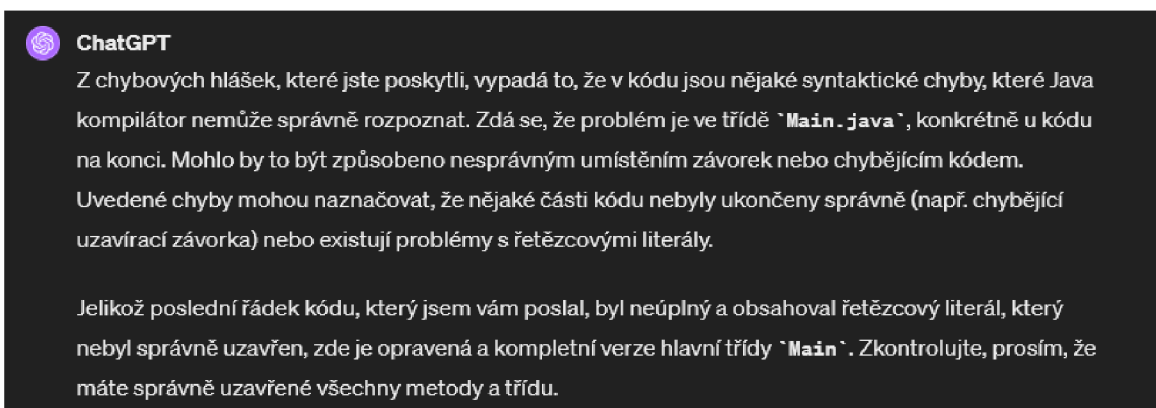 ChatGPT
Z chybových hlášek, které jste poskytli, vypadá to, že v kódu jsou nějaké syntaktické chyby, které Java
kompilátor nemůže správně rozpoznat. Zdá se, že problém je ve třídě `Main.java`, konkrétně u kódu
na konci. Mohlo by to být způsobeno nesprávným umístěním závorek nebo chybějícím kódem.
Uvedené chyby mohou naznačovat, že nějaké části kódu nebyly ukončeny správně (např. chybějící
uzavírací závorka) nebo existují problémy s řetězcovými literály.
Jelikož poslední řádek kódu, který jsem vám poslal, byl neúplný a obsahoval řetězcový literál, který
nebyl správně uzavřen, zde je opravená a kompletní verze hlavní třídy `Main`. Zkontrolujte, prosím, že
máte správně uzavřené všechny metody a třídu.